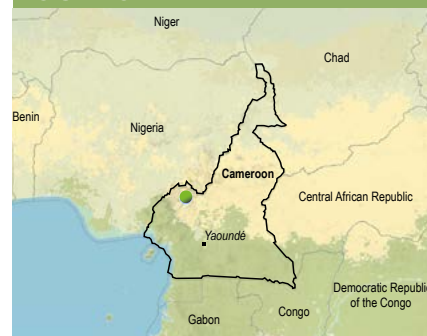 Niger
Chad
Benin
Nigeria
Cameroon
Central African Republic
Yaoundé
Democratic Republic
of the Congo
Gabon
Congo